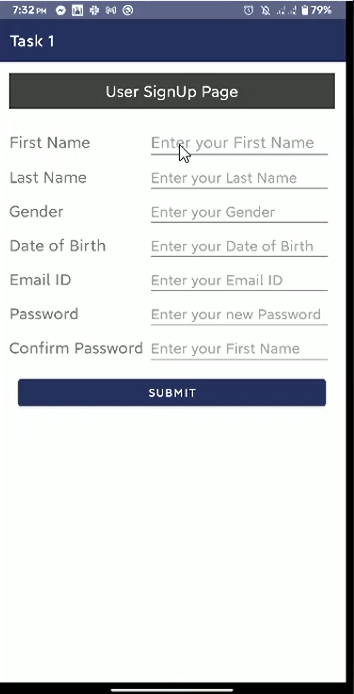 7:32 PM 79%
Task 1
User SignUp Page
First Name Enter your First Name
Last Name Enter your Last Name
Gender Enter your Gender
Date of Birth Enter your Date of Birth
Email ID Enter your Email ID
Password Enter your new Password
Confirm Password Enter your First Name
SUBMIT